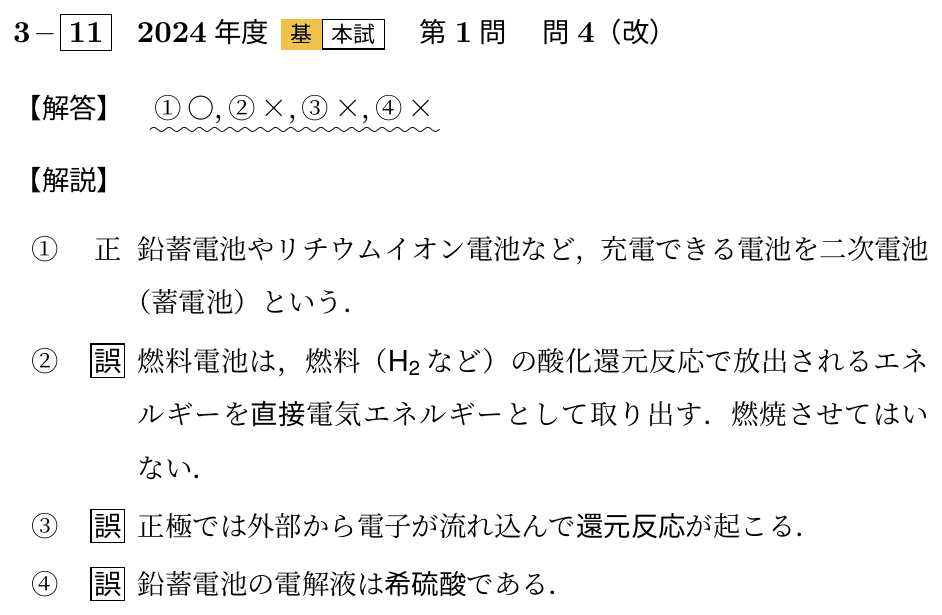 3－11 2024 年度 基 本試 第 1 問 問 4（改）
【解答】 ① ◯, ② ×, ③ ×, ④ ×
【解説】
① 正 鉛蓄電池やリチウムイオン電池など，充電できる電池を二次電池
（蓄電池）という．
② 誤 燃料電池は，燃料（H₂ など）の酸化還元反応で放出されるエネ
ルギーを直接電気エネルギーとして取り出す．燃焼させてはい
ない．
③ 誤 正極では外部から電子が流れ込んで還元反応が起こる．
④ 誤 鉛蓄電池の電解液は希硫酸である．